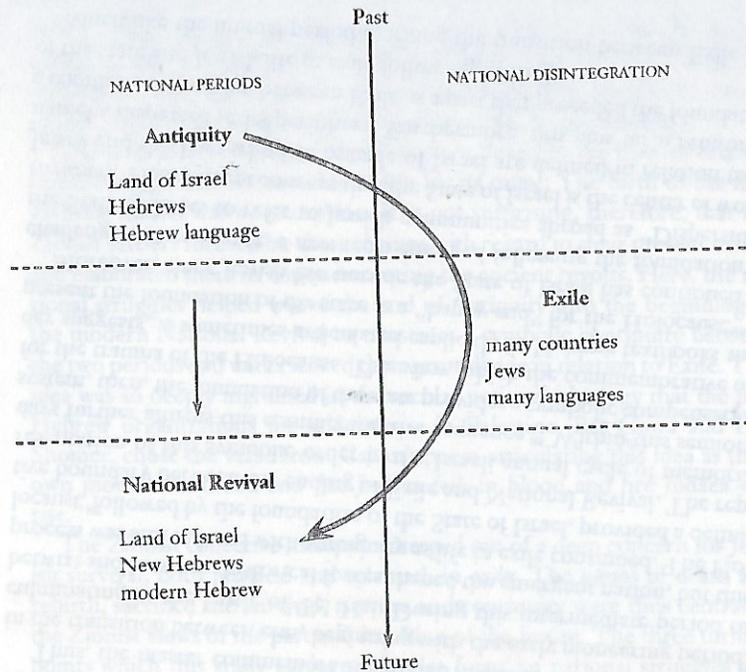 Past
NATIONAL PERIODS
NATIONAL DISINTEGRATION
Antiquity
Land of Israel
Hebrews
Hebrew language
Exile
many countries
Jews
many languages
National Revival
Land of Israel
New Hebrews
modern Hebrew
Future